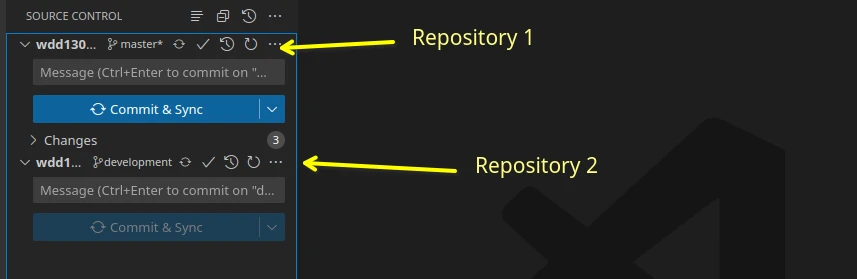 SOURCE CONTROL
wdd130... master*
Repository 1
Message (Ctrl+Enter to commit on "...
Commit & Sync
Changes 3
wdd1... development
Repository 2
Message (Ctrl+Enter to commit on "d...
Commit & Sync